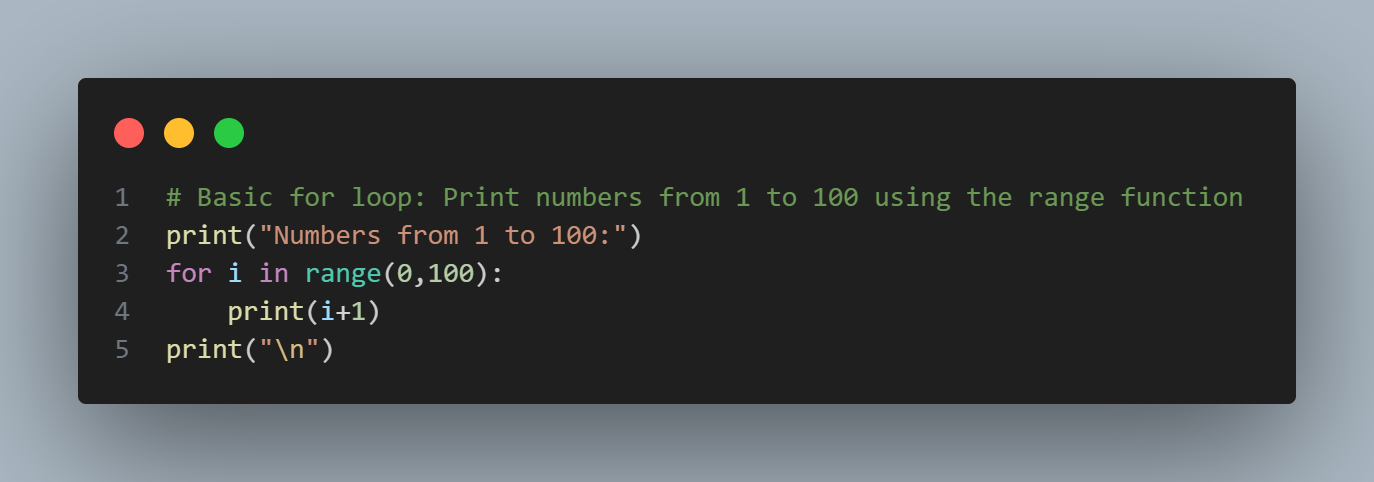 1 # Basic for loop: Print numbers from 1 to 100 using the range function
2 print("Numbers from 1 to 100:")
3 for i in range(0,100):
4     print(i+1)
5 print("\n")